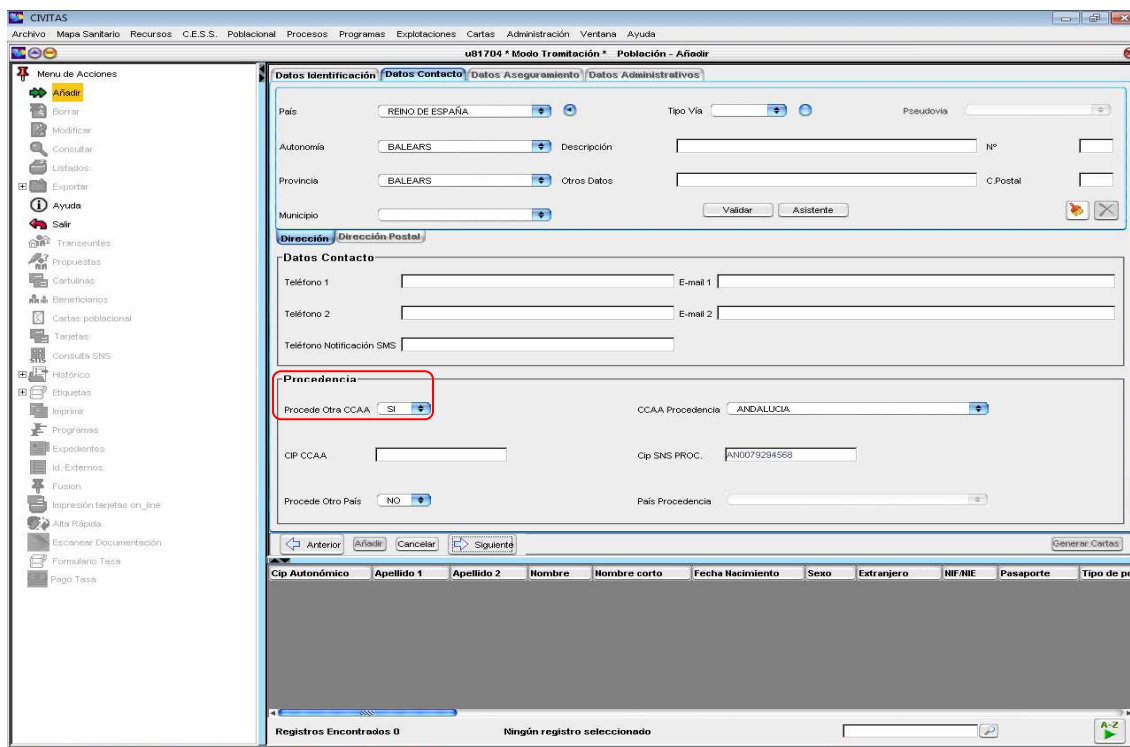 CIVITAS
Archivo Mapa Sanitario Recursos C.E.S.S. Poblacional Procesos Programas Explotaciones Cartas Administración Ventana Ayuda
u81704 * Modo Tramitación * Población - Añadir
Menu de Acciones
Añadir
Borrar
Modificar
Consultar
Listados
Exportar
Ayuda
Salir
Transeuntes
Propuestas
Cartulinas
Beneficiarios
Cartas poblacional
Tarjetas
Consulta SNS
Histórico
Etiquetas
Imprimir
Programas
Expedientes
Id. Externos
Fusion
Impresión tarjetas on_line
Alta Rápida
Escanear Documentación
Formulario Tasa
Pago Tasa
Datos Identificación Datos Contacto Datos Aseguramiento Datos Administrativos
País REINO DE ESPAÑA Tipo Vía Pseudovia
Autonomía BALEARS Descripción Nº
Provincia BALEARS Otros Datos C.Postal
Municipio Validar Asistente
Dirección Dirección Postal
Datos Contacto
Teléfono 1 E-mail 1
Teléfono 2 E-mail 2
Teléfono Notificación SMS
Procedencia
Procede Otra CCAA SI CCAA Procedencia ANDALUCIA
CIP CCAA Cip SNS PROC. AN0079294568
Procede Otro País NO País Procedencia
Anterior Añadir Cancelar Siguiente Generar Cartas
Cip Autonómico Apellido 1 Apellido 2 Nombre Nombre corto Fecha Nacimiento Sexo Extranjero NIF/NIE Pasaporte Tipo de
Registros Encontrados 0 Ningún registro seleccionado A-Z